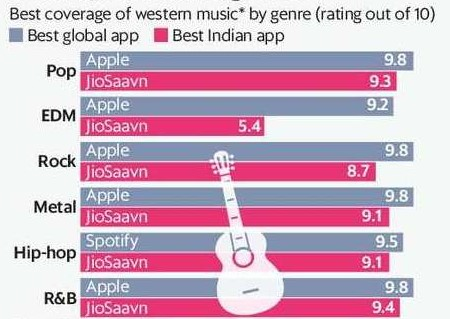 Best coverage of western music* by genre (rating out of 10)
Best global app Best Indian app
Pop
Apple 9.8
JioSaavn 9.3
EDM
Apple 9.2
JioSaavn 5.4
Rock
Apple 9.8
JioSaavn 8.7
Metal
Apple 9.8
JioSaavn 9.1
Hip-hop
Spotify 9.5
JioSaavn 9.1
R&B
Apple 9.8
JioSaavn 9.4